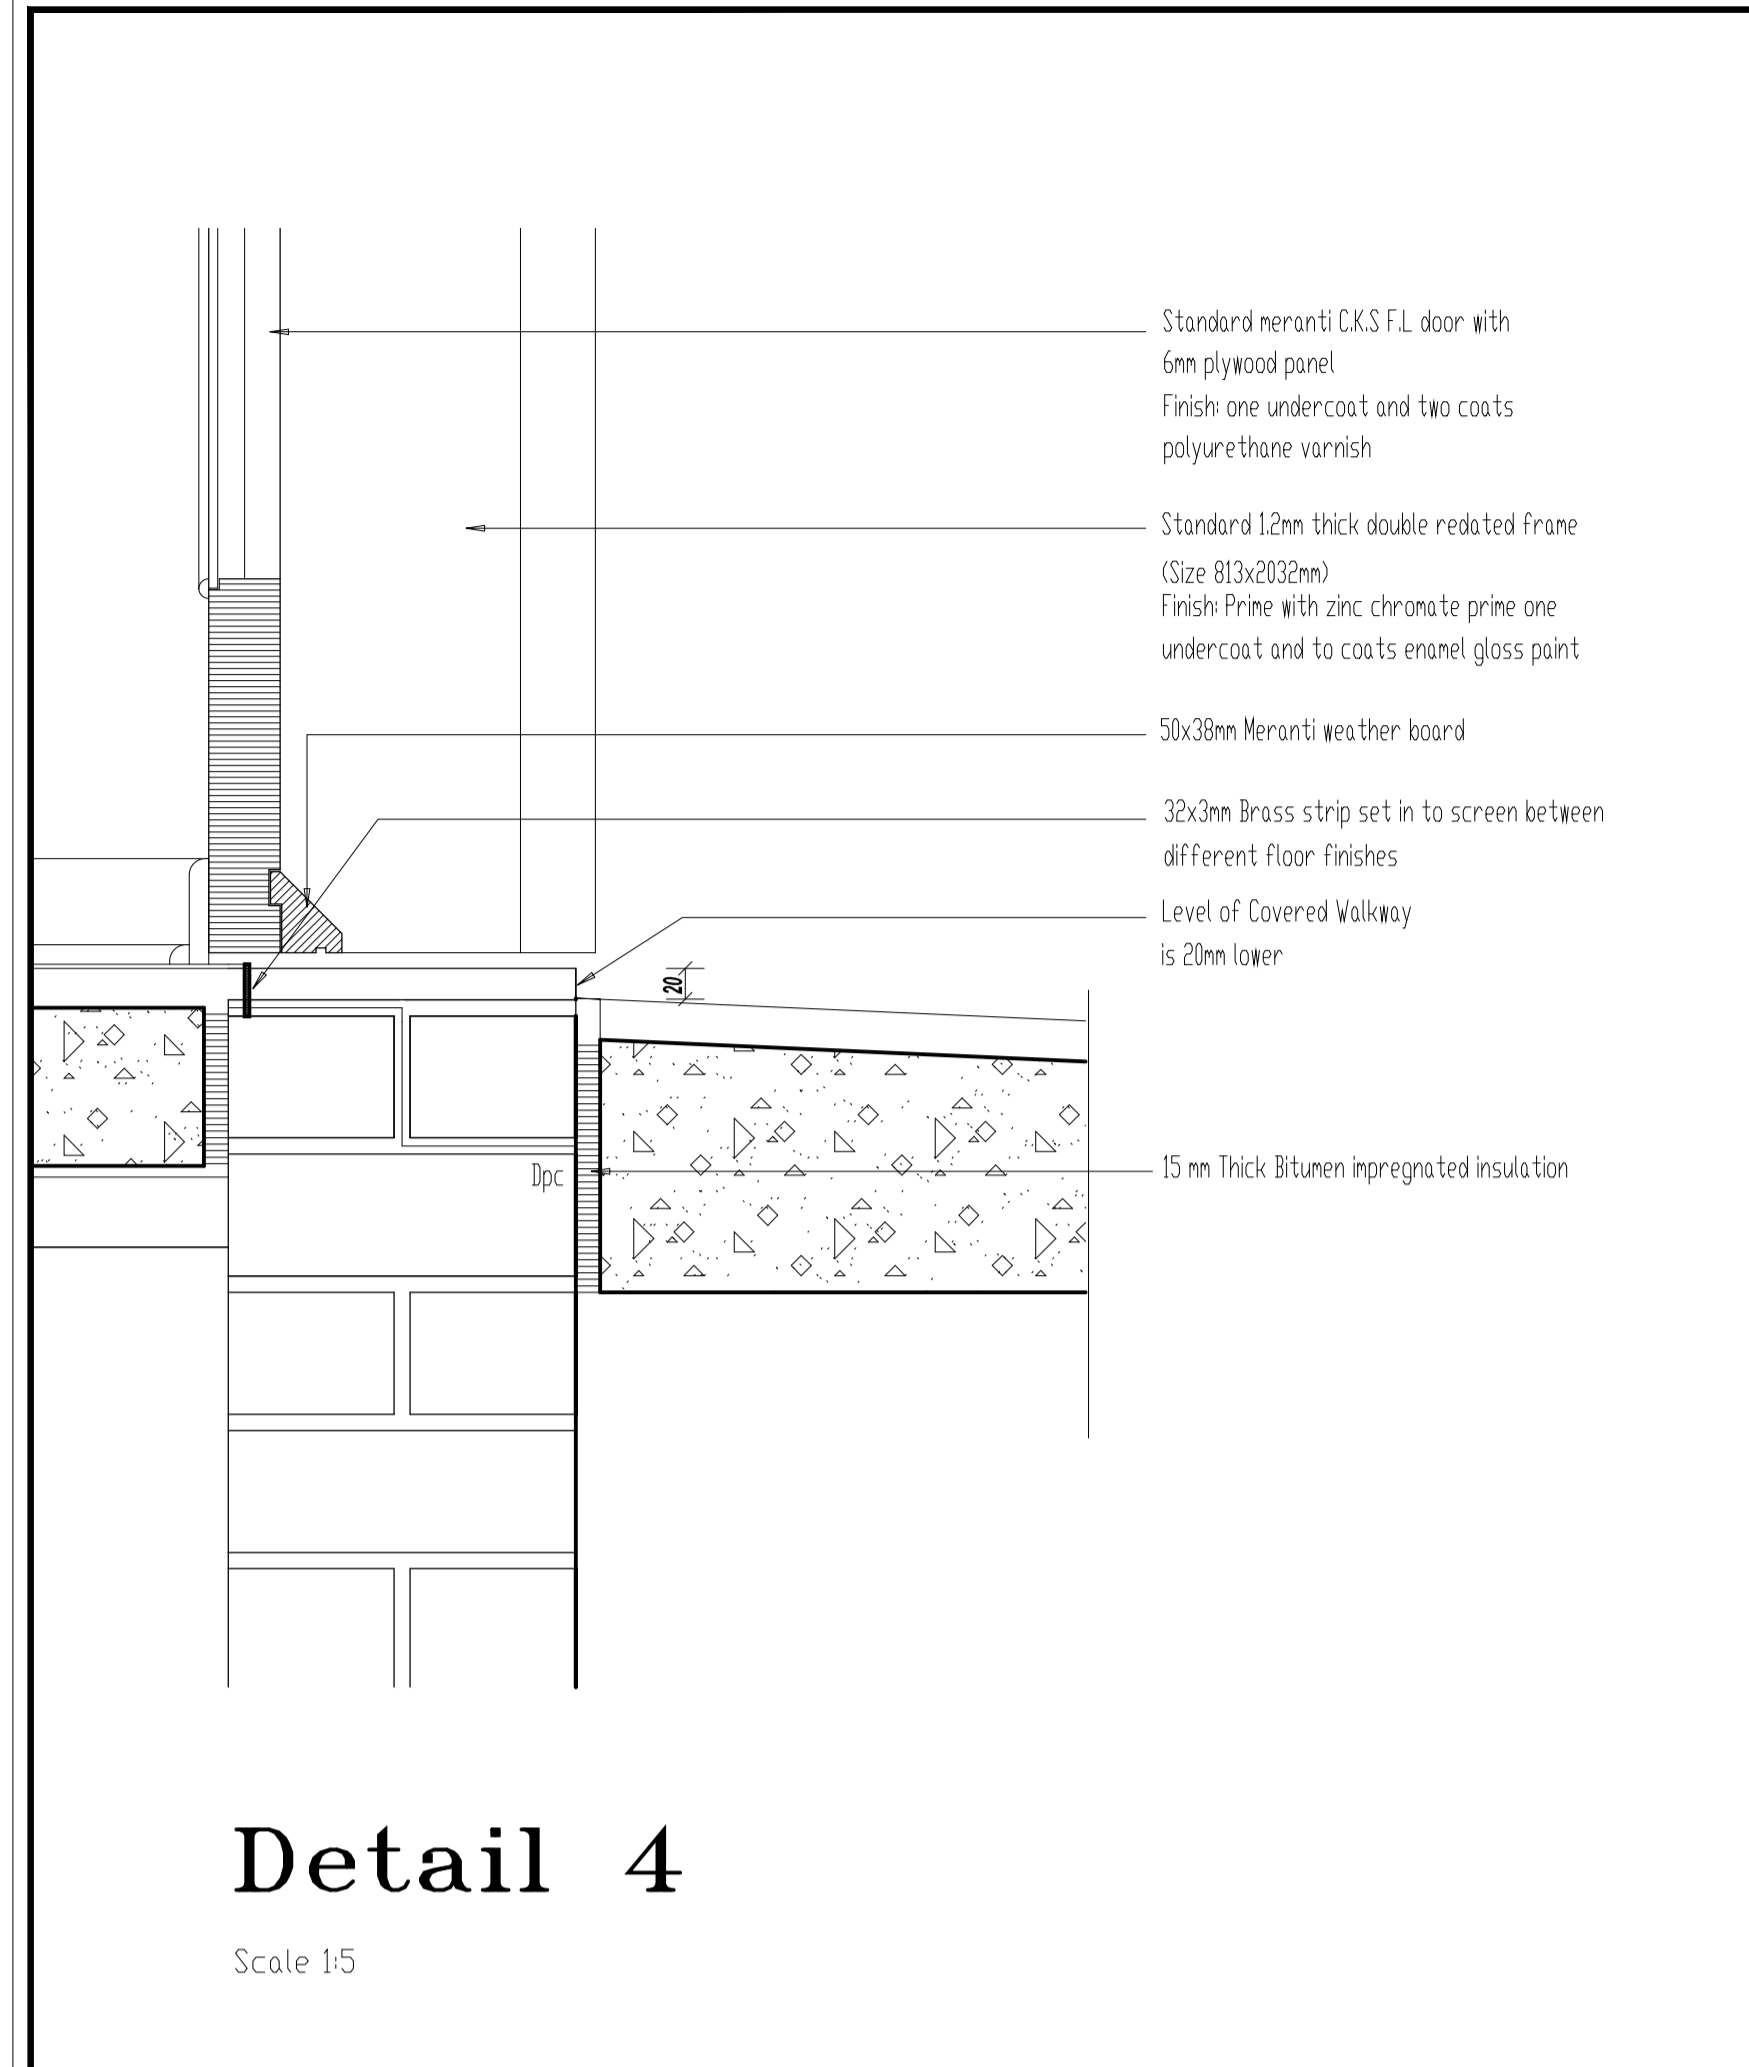 Standard meranti C.K.S F.L door with
6mm plywood panel
Finish: one undercoat and two coats
polyurethane varnish
Standard 1.2mm thick double redated frame
(Size 813x2032mm)
Finish: Prime with zinc chromate prime one
undercoat and to coats enamel gloss paint
50x38mm Meranti weather board
32x3mm Brass strip set in to screen between
different floor finishes
Level of Covered Walkway
is 20mm lower
20
Dpc
15 mm Thick Bitumen impregnated insulation
Detail 4
Scale 1:5